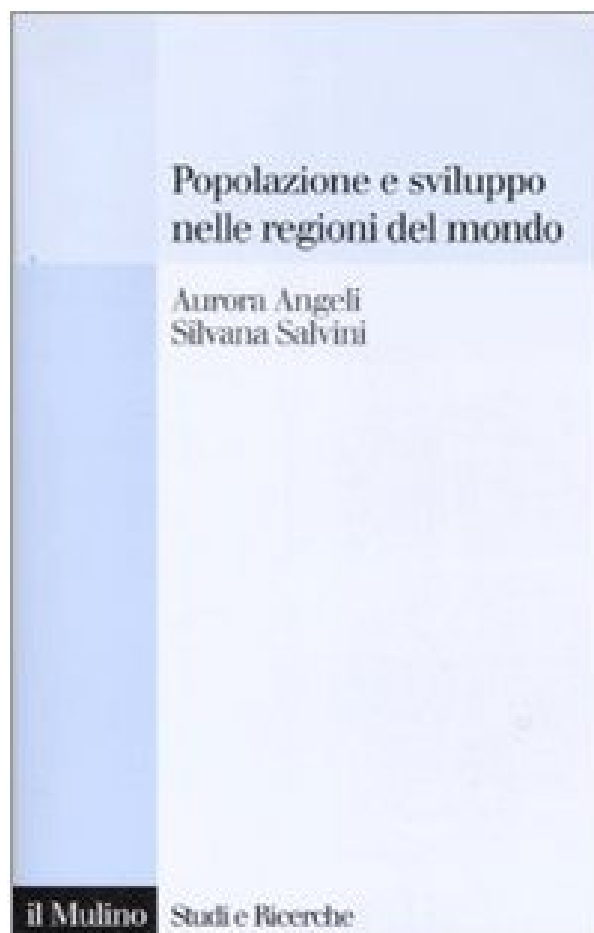 Popolazione e sviluppo
nelle regioni del mondo
Aurora Angeli
Silvana Salvini
il Mulino
Studi e Ricerche